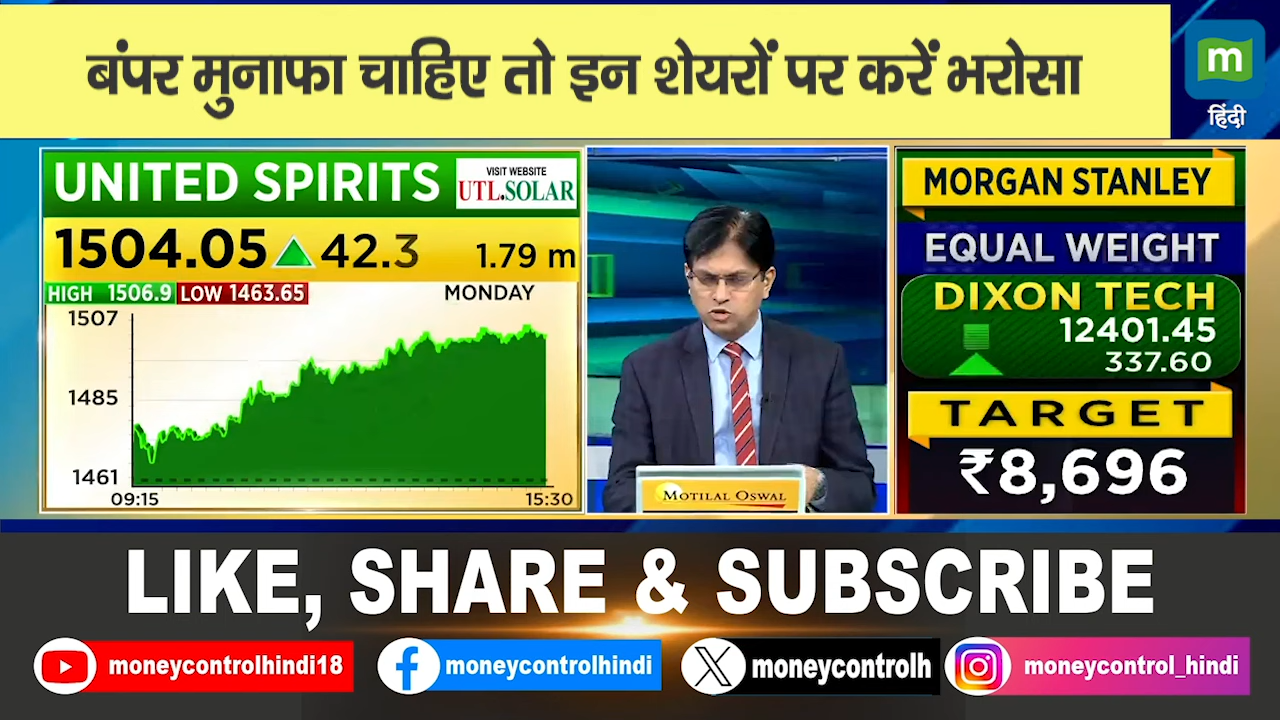 बंपर मुनाफा चाहिए तो इन शेयरों पर करें भरोसा
m
हिंदी
UNITED SPIRITS
VISIT WEBSITE
UTL.SOLAR
1504.05 42.3 1.79 m
HIGH 1506.9 LOW 1463.65
MONDAY
1507
1485
1461
09:15 15:30
MOTILAL OSWAL
MORGAN STANLEY
EQUAL WEIGHT
DIXON TECH
12401.45
337.60
TARGET
₹8,696
LIKE, SHARE & SUBSCRIBE
moneycontrolhindi18 moneycontrolhindi moneycontrolh moneycontrol_hindi